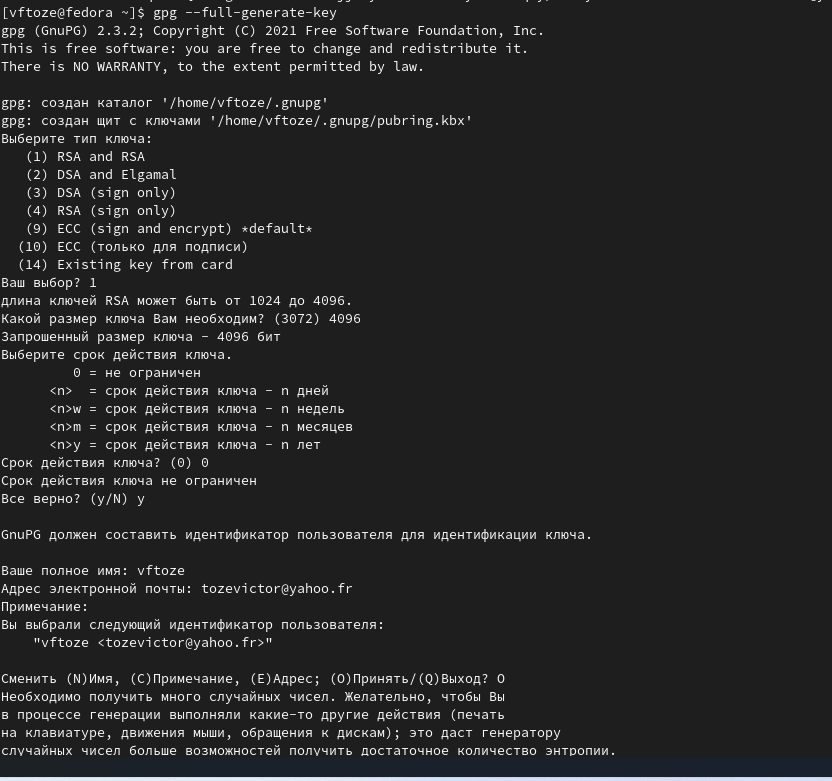 [vftoze@fedora ~]$ gpg --full-generate-key
gpg (GnuPG) 2.3.2; Copyright (C) 2021 Free Software Foundation, Inc.
This is free software: you are free to change and redistribute it.
There is NO WARRANTY, to the extent permitted by law.

gpg: создан каталог '/home/vftoze/.gnupg'
gpg: создан щит с ключами '/home/vftoze/.gnupg/pubring.kbx'
Выберите тип ключа:
   (1) RSA and RSA
   (2) DSA and Elgamal
   (3) DSA (sign only)
   (4) RSA (sign only)
   (9) ECC (sign and encrypt) *default*
  (10) ECC (только для подписи)
  (14) Existing key from card
Ваш выбор? 1
длина ключей RSA может быть от 1024 до 4096.
Какой размер ключа Вам необходим? (3072) 4096
Запрошенный размер ключа - 4096 бит
Выберите срок действия ключа.
         0 = не ограничен
      <n>  = срок действия ключа - n дней
      <n>w = срок действия ключа - n недель
      <n>m = срок действия ключа - n месяцев
      <n>y = срок действия ключа - n лет
Срок действия ключа? (0) 0
Срок действия ключа не ограничен
Все верно? (y/N) y

GnuPG должен составить идентификатор пользователя для идентификации ключа.

Ваше полное имя: vftoze
Адрес электронной почты: tozevictor@yahoo.fr
Примечание:
Вы выбрали следующий идентификатор пользователя:
    "vftoze <tozevictor@yahoo.fr>"

Сменить (N)Имя, (C)Примечание, (E)Адрес; (O)Принять/(Q)Выход? O
Необходимо получить много случайных чисел. Желательно, чтобы Вы
в процессе генерации выполняли какие-то другие действия (печать
на клавиатуре, движения мыши, обращения к дискам); это даст генератору
случайных чисел больше возможностей получить достаточное количество энтропии.